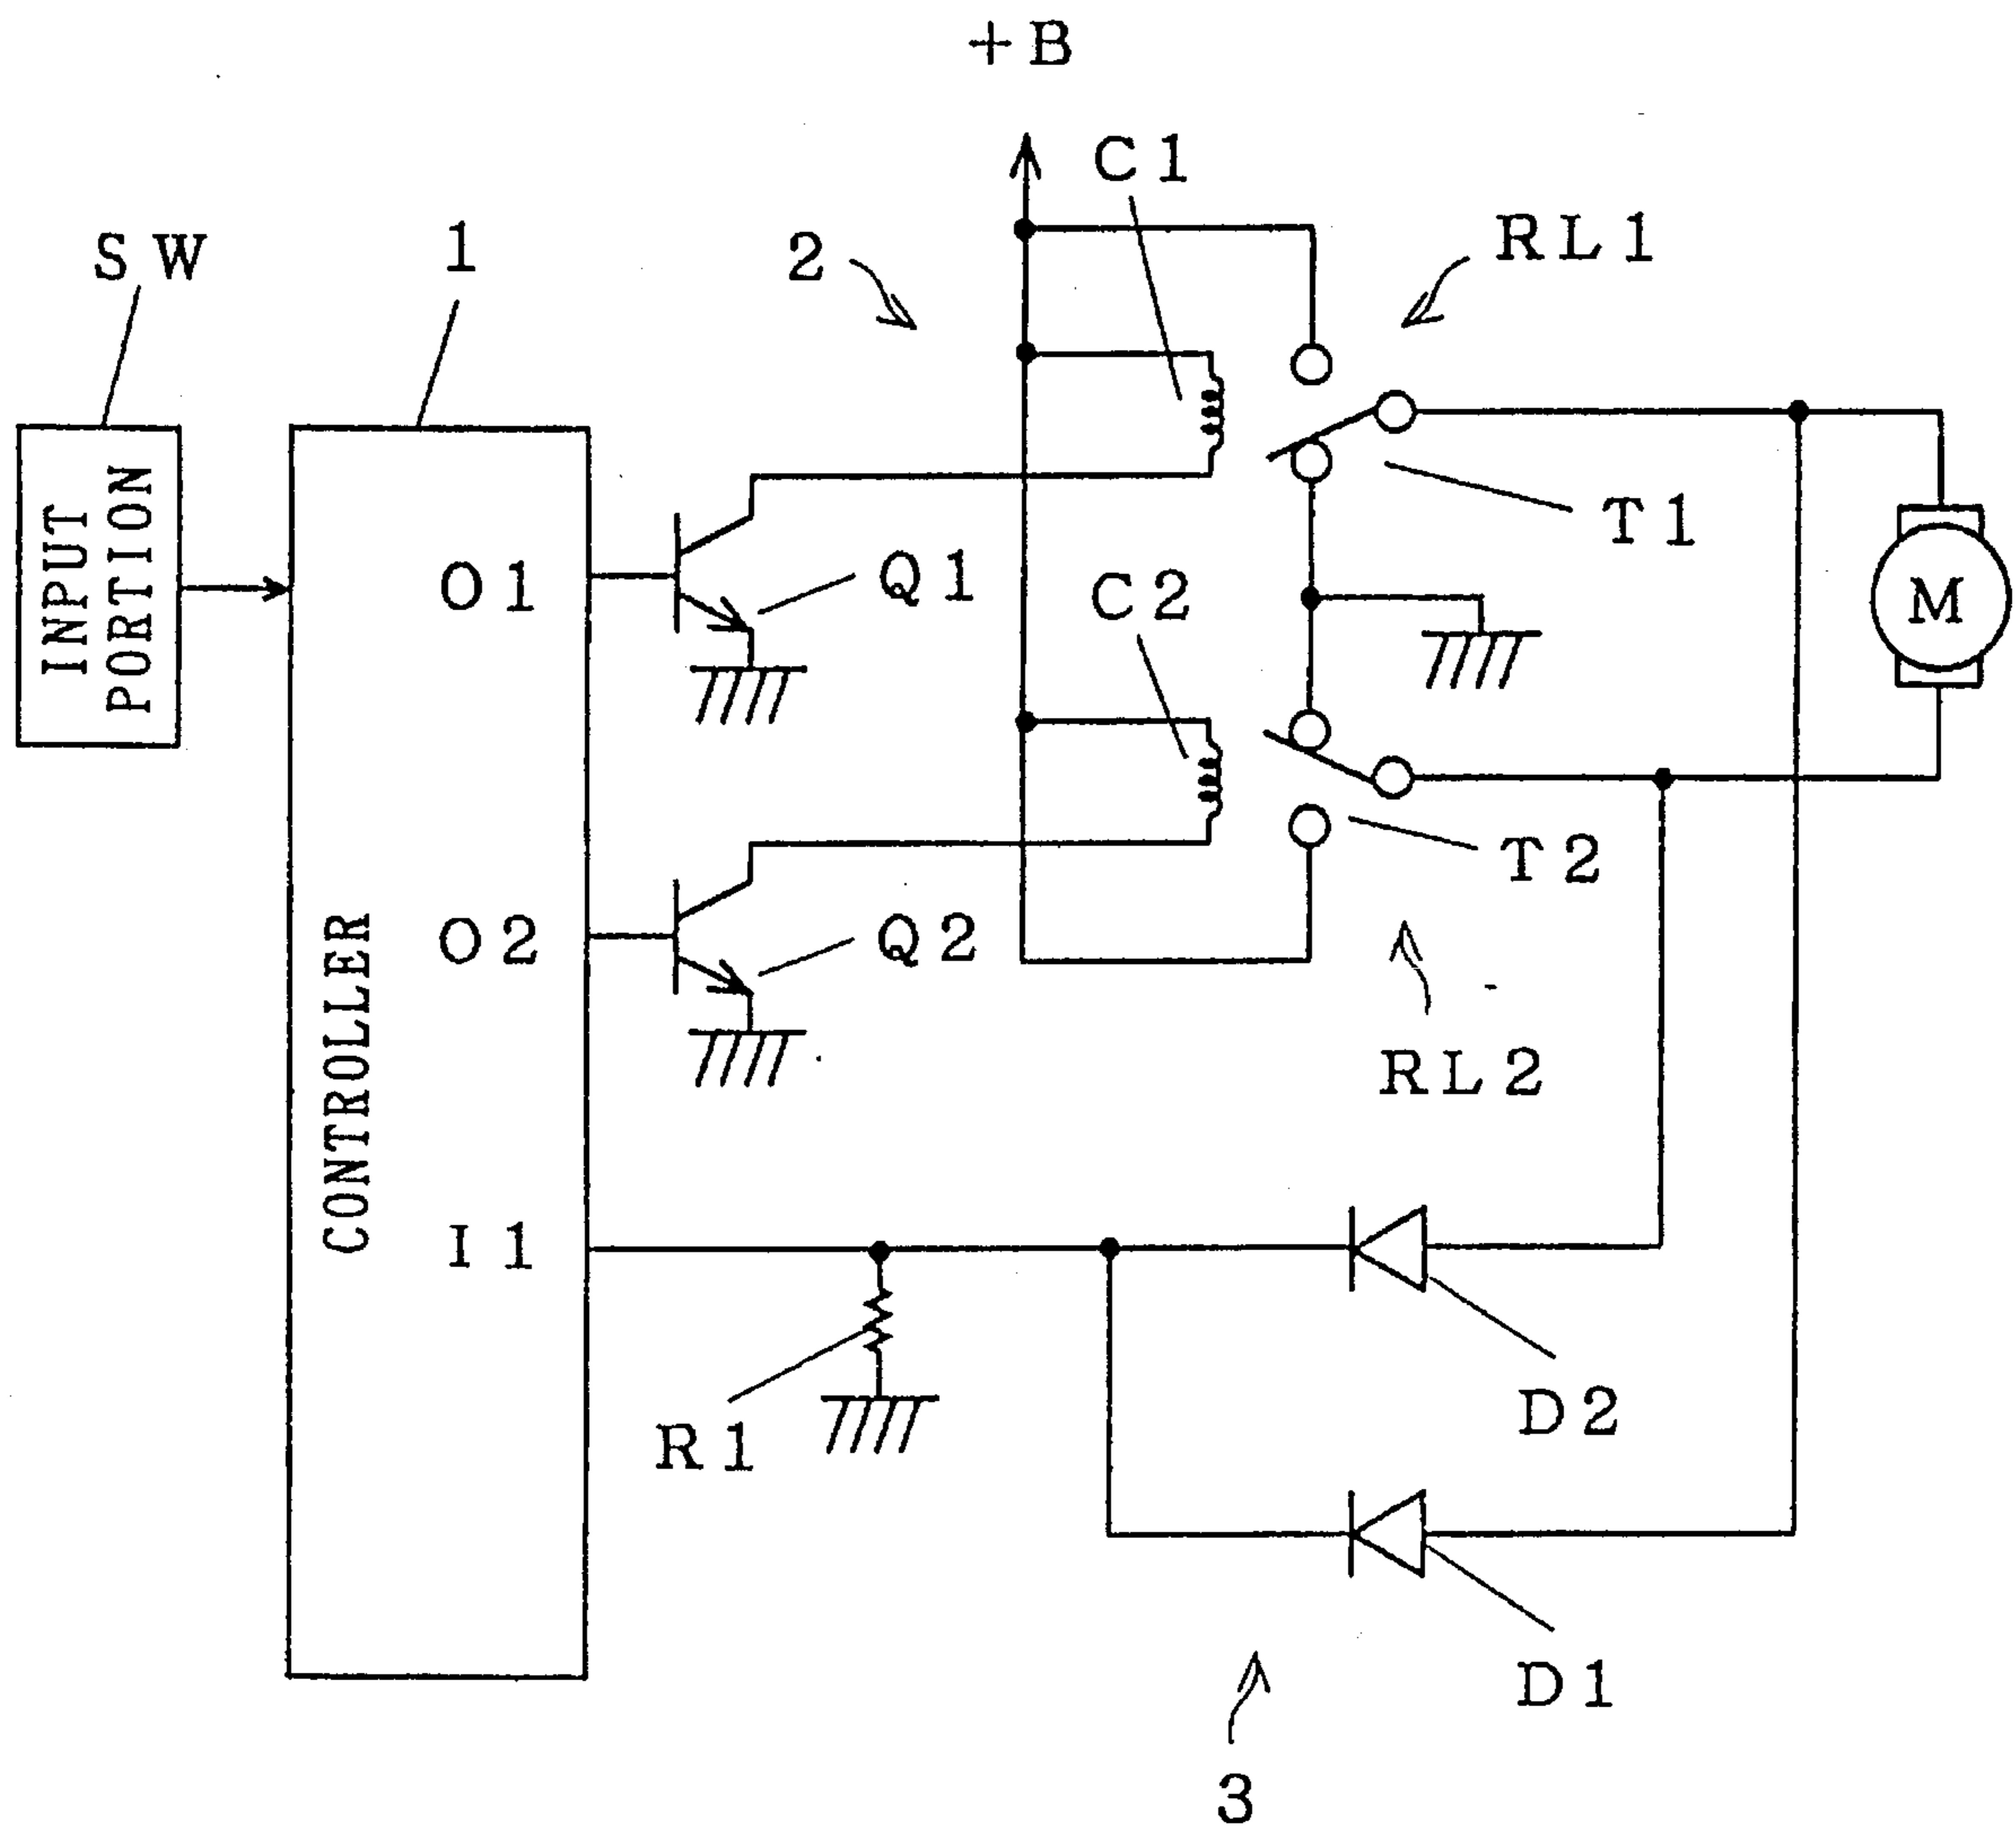 +B
C1
SW
1
2
RL1
INPUT
PORTION
O1
Q1
T1
C2
M
T2
O2
Q2
CONTROLLER
RL2
I1
R1
D2
D1
3